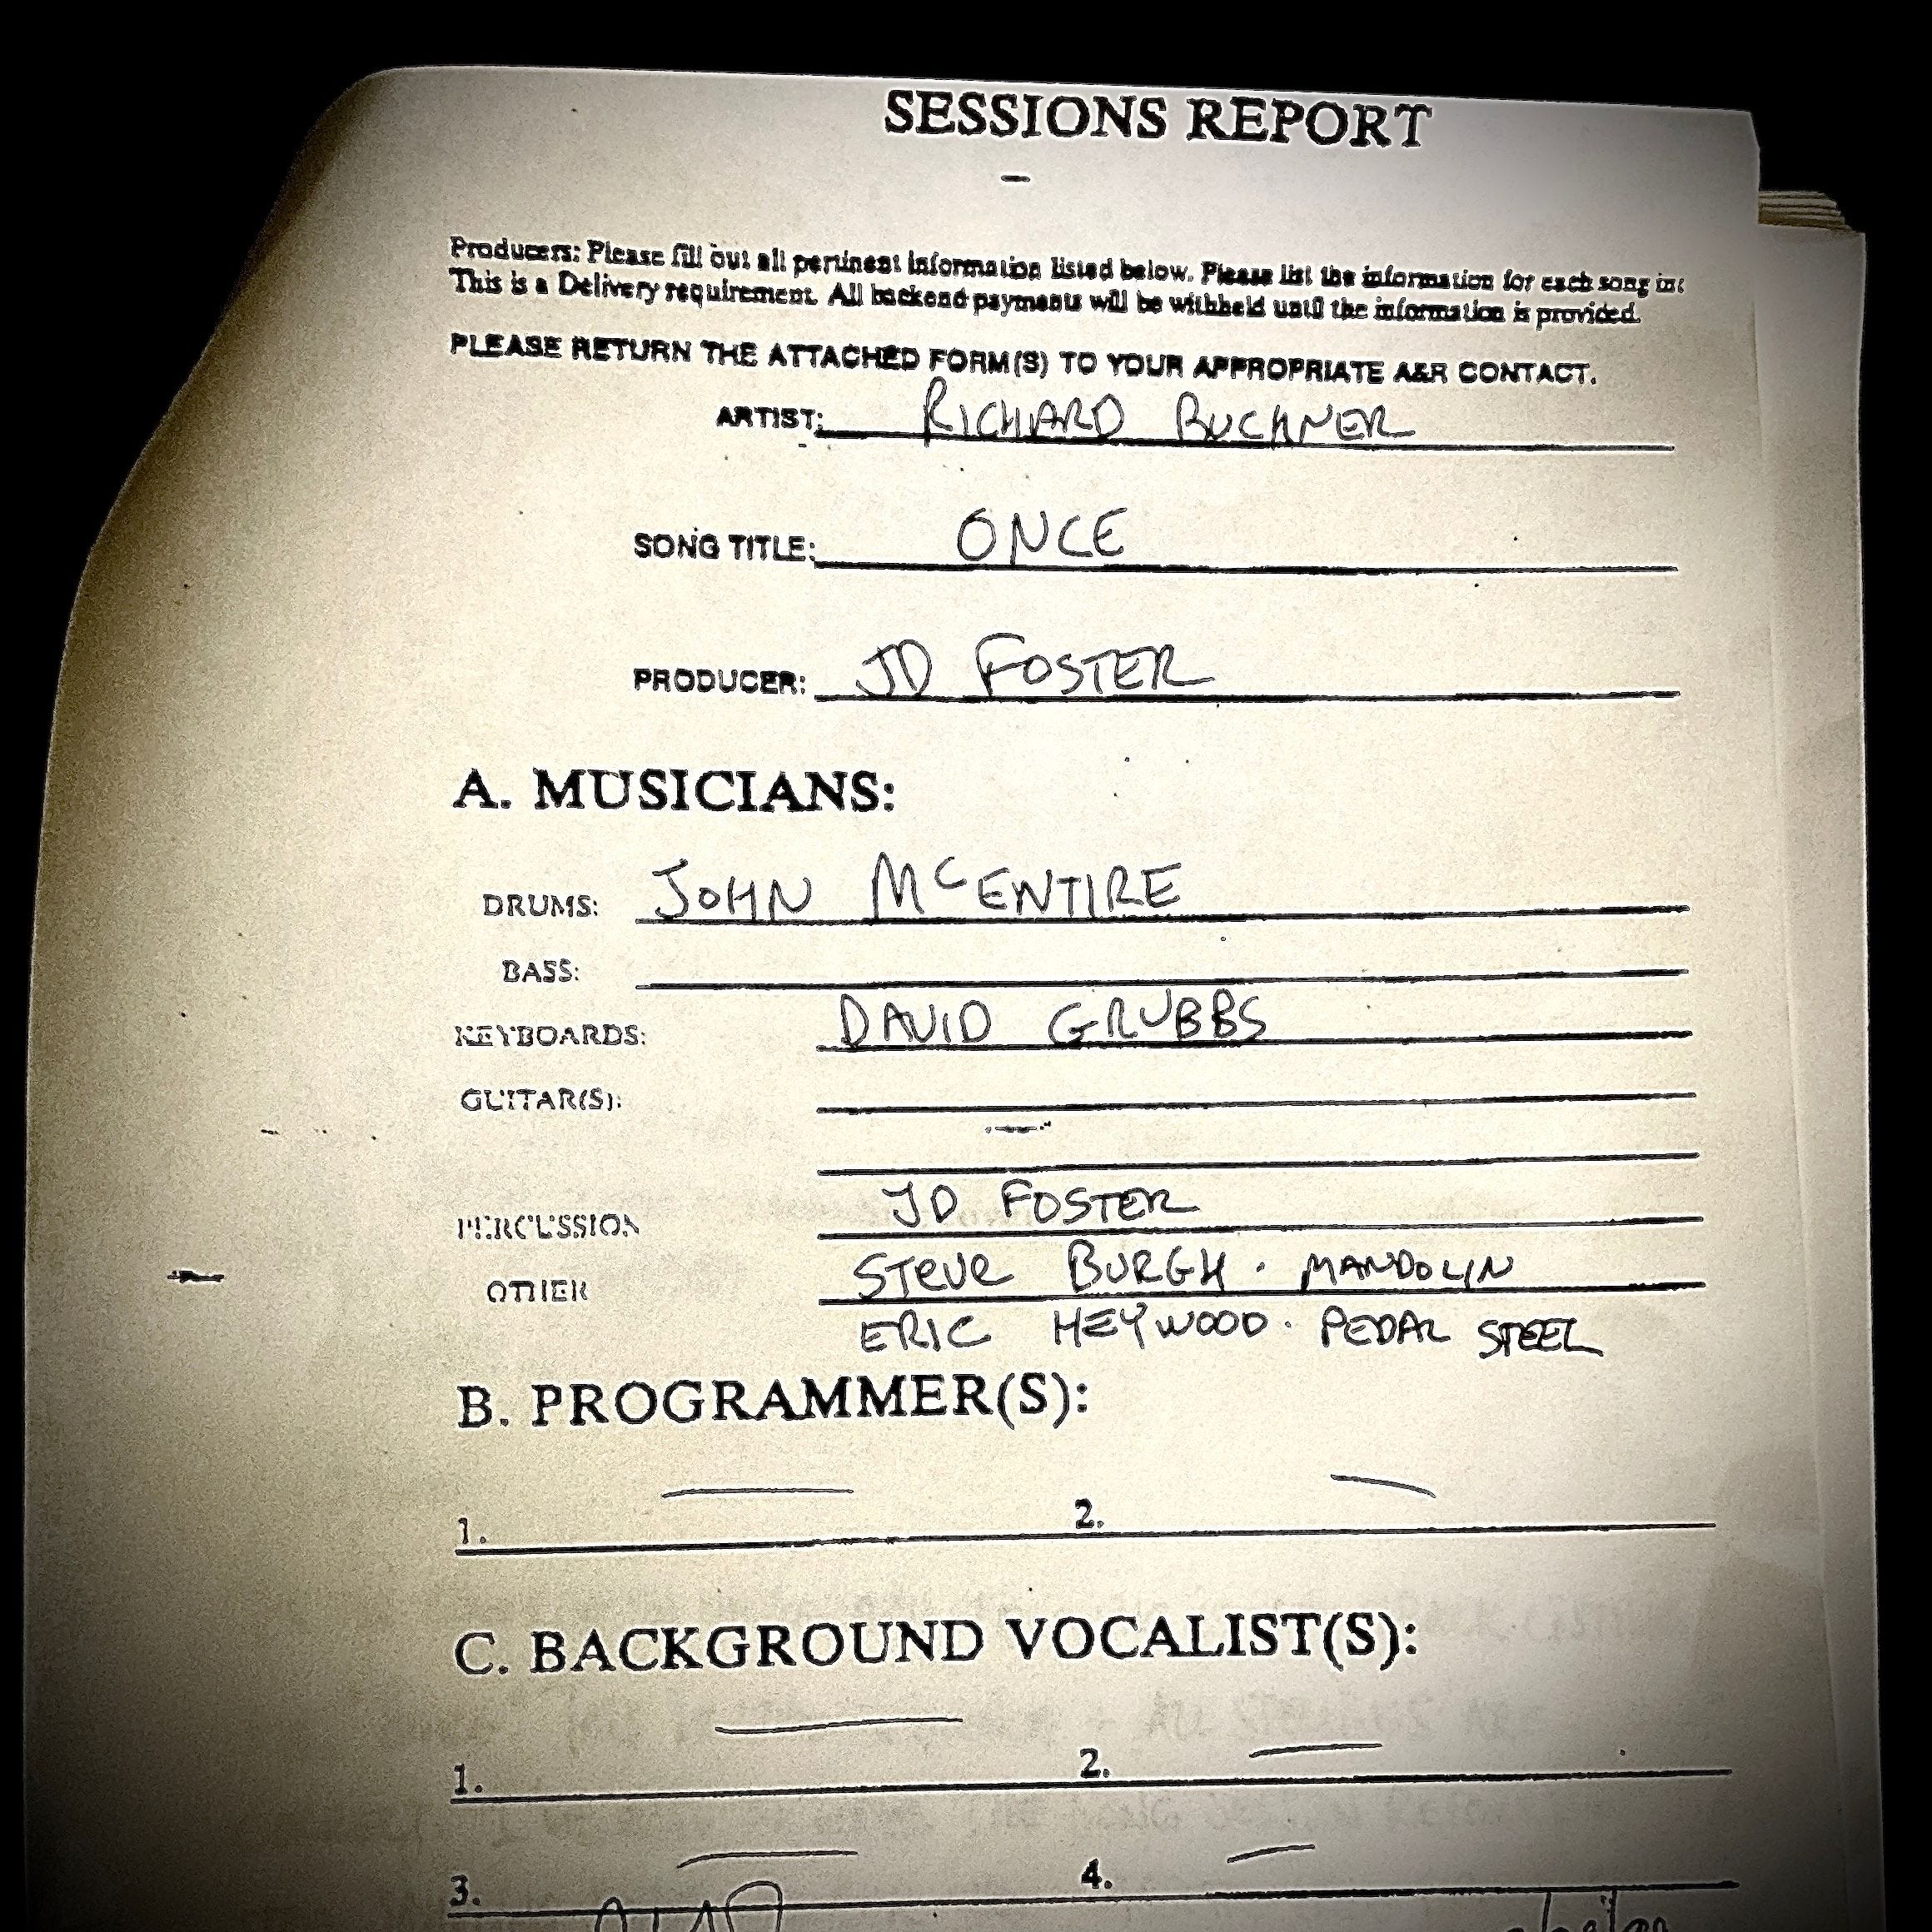 SESSIONS REPORT
Producers: Please fill out all pertinent information listed below. Please list the information for each song
This is a Delivery requirement. All backend payments will be withheld until the information is provided.
PLEASE RETURN THE ATTACHED FORM(S) TO YOUR APPROPRIATE A&R CONTACT.
ARTIST: RICHARD BUCKNER
SONG TITLE: ONCE
PRODUCER: JD FOSTER
A. MUSICIANS:
DRUMS: JOHN McENTIRE
BASS:
KEYBOARDS: DAVID GRUBBS
GUITAR(S):
PERCUSSION JD FOSTER
OTHER STEVE BURGH · MANDOLIN
ERIC HEYWOOD · PEDAL STEEL
B. PROGRAMMER(S):
1. 2.
C. BACKGROUND VOCALIST(S):
1. 2.
3. 4.